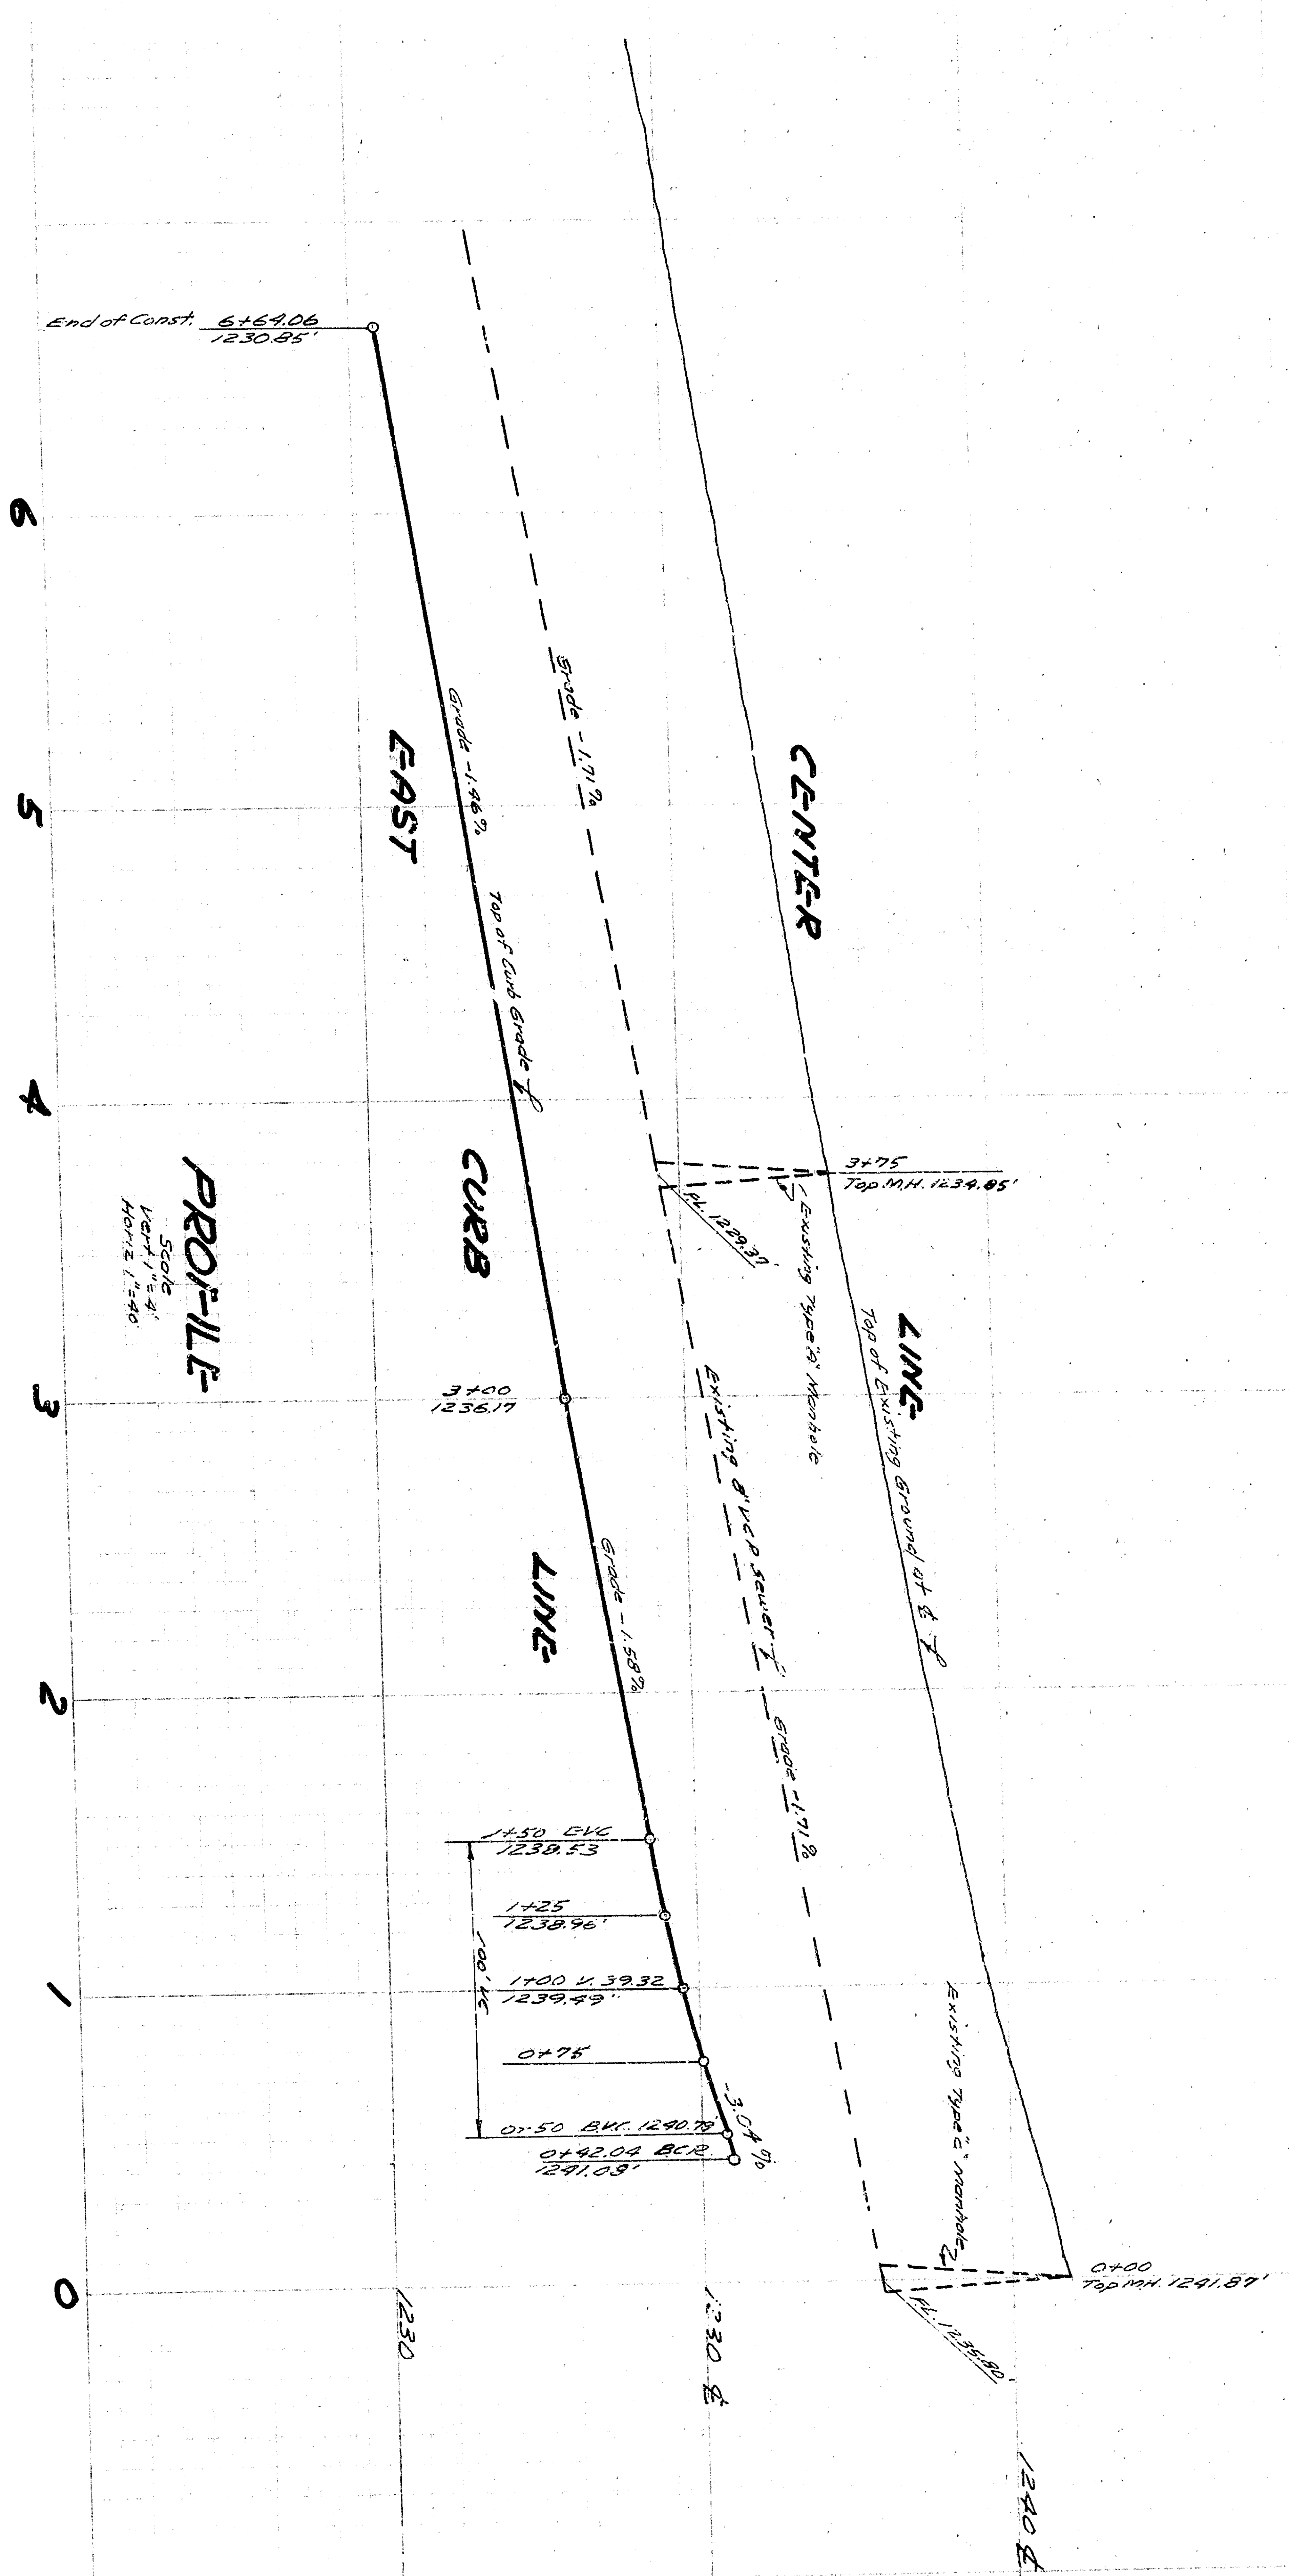 End of Const.
6+64.06
1230.85'
6
5
4
3
2
1
0
EAST
CURB
LINE
CENTER
LINE
Grade -1.46%
Grade -1.71%
Top of Curb Grade
3+75
Top M.H. 1234.85'
F.L. 1229.37
Existing Type "A" Manhole
Top of Existing Ground at ℄
PROFILE
Scale
Vert. 1"=4'
Horiz. 1"=40
3+00
1236.17
Existing 8" V.C.P. Sewer
Grade -1.58%
Grade -1.71%
1+50 EVC
1238.53
1+25
1238.96'
100' VC
1+00 V. 39.32
1239.49"
0+75
-3.04%
0+50 B.V.C. 1240.78'
0+42.04 B.C.R.
1241.03'
Existing Type "A" Manhole
0+00
Top M.H. 1241.87'
F.L. 1235.80'
1230
1230 ℄
1240 ℄